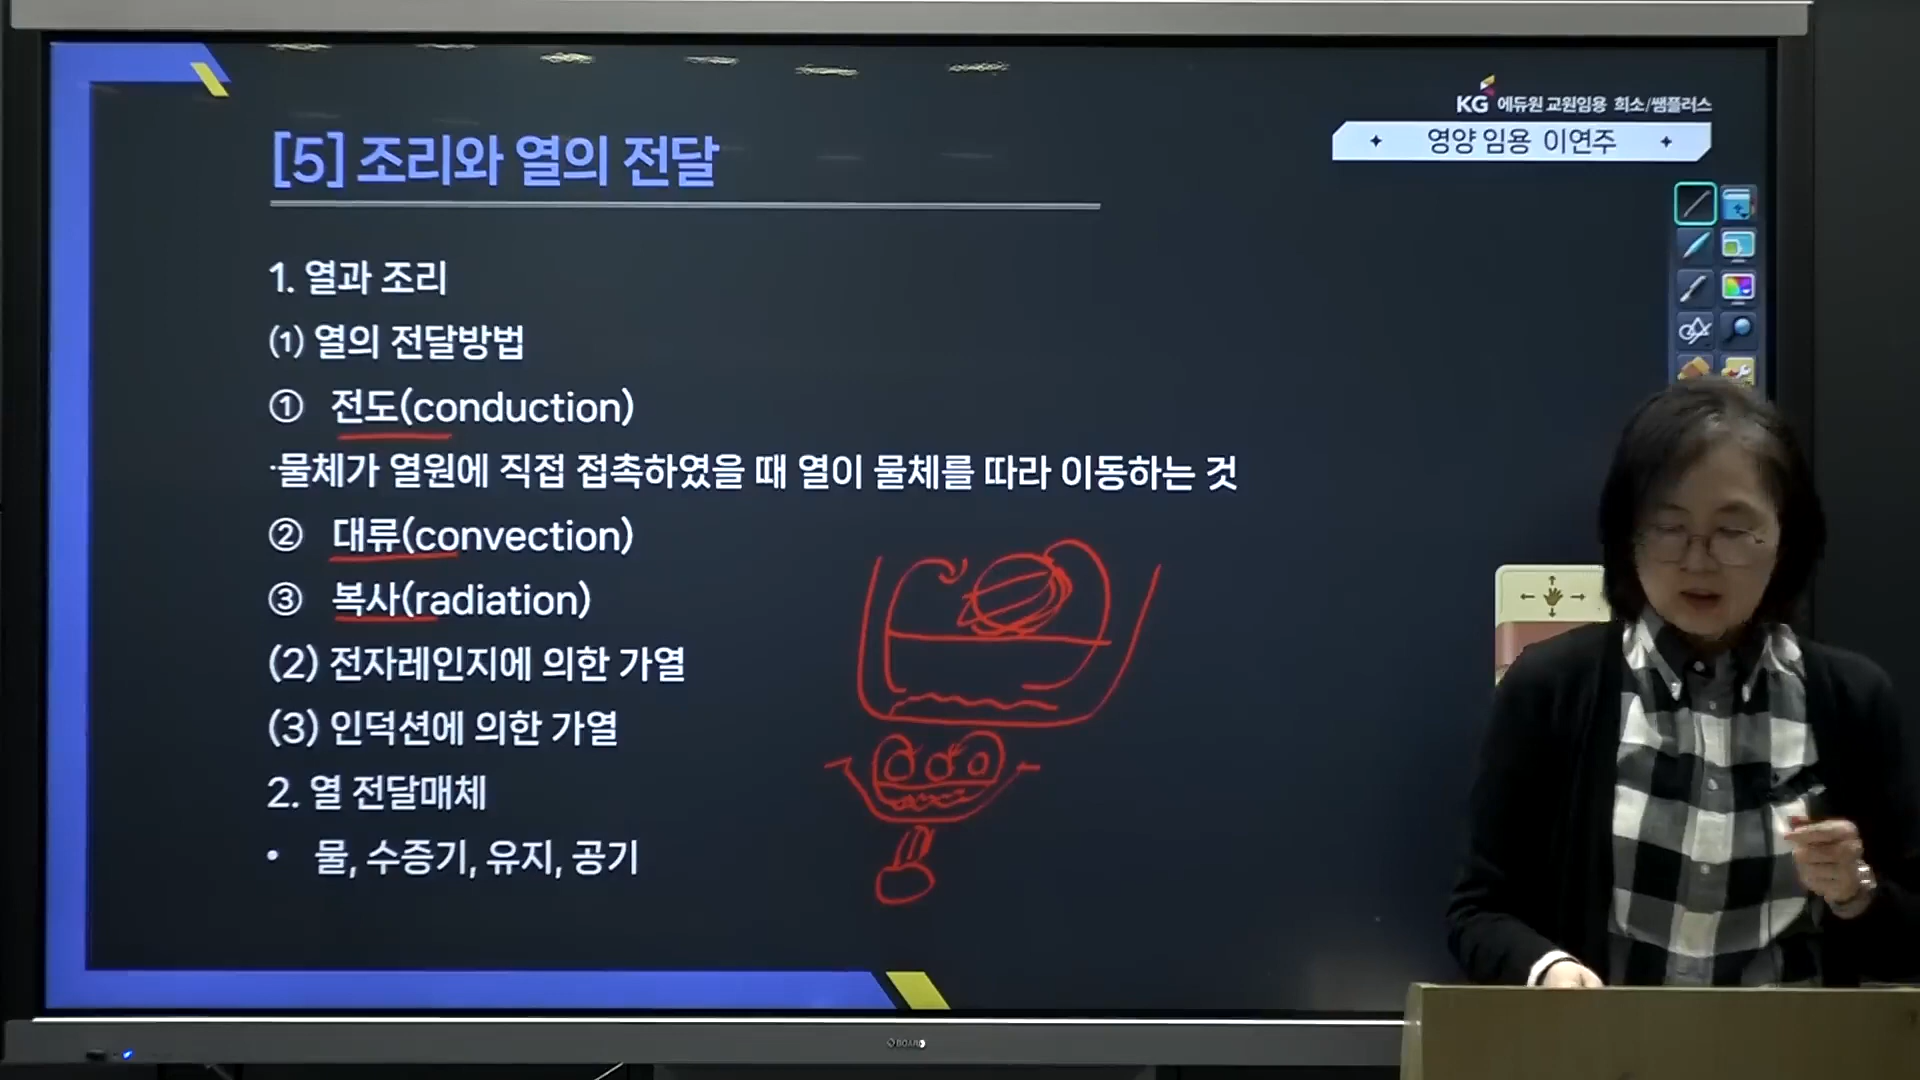 KG 에듀원 교원임용 희소/쌤플러스
영양 임용 이연주
[5] 조리와 열의 전달
1. 열과 조리
(1) 열의 전달방법
① 전도(conduction)
·물체가 열원에 직접 접촉하였을 때 열이 물체를 따라 이동하는 것
② 대류(convection)
③ 복사(radiation)
(2) 전자레인지에 의한 가열
(3) 인덕션에 의한 가열
2. 열 전달매체
• 물, 수증기, 유지, 공기